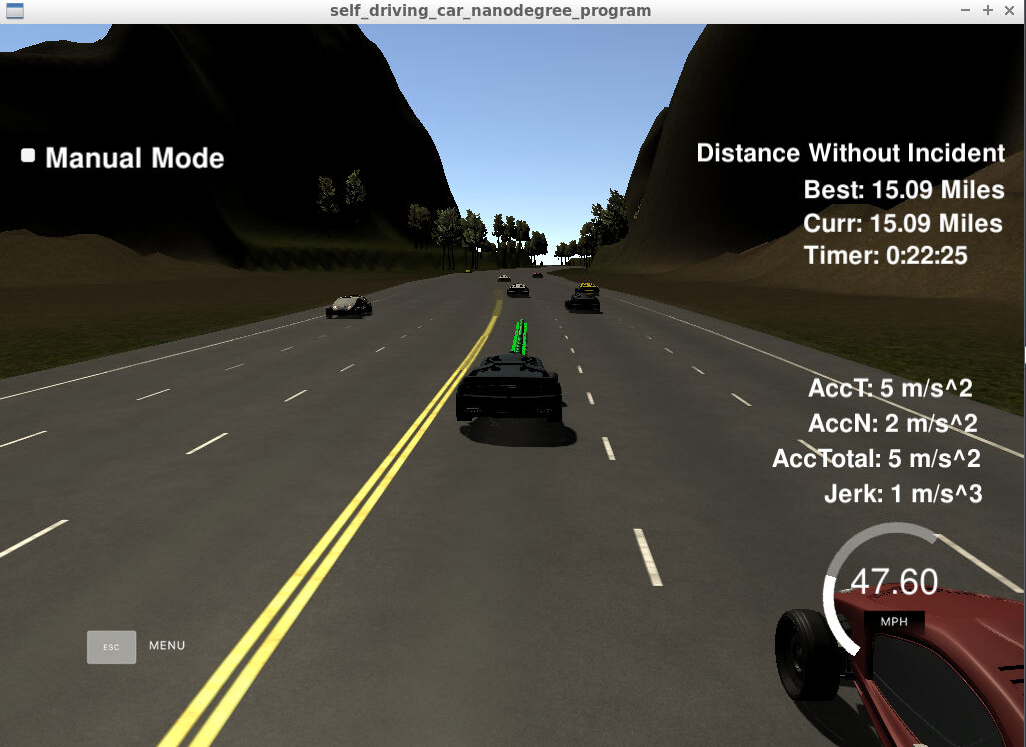 self_driving_car_nanodegree_program
Manual Mode
Distance Without Incident
Best: 15.09 Miles
Curr: 15.09 Miles
Timer: 0:22:25
AccT: 5 m/s^2
AccN: 2 m/s^2
AccTotal: 5 m/s^2
Jerk: 1 m/s^3
47.60
MPH
ESC MENU